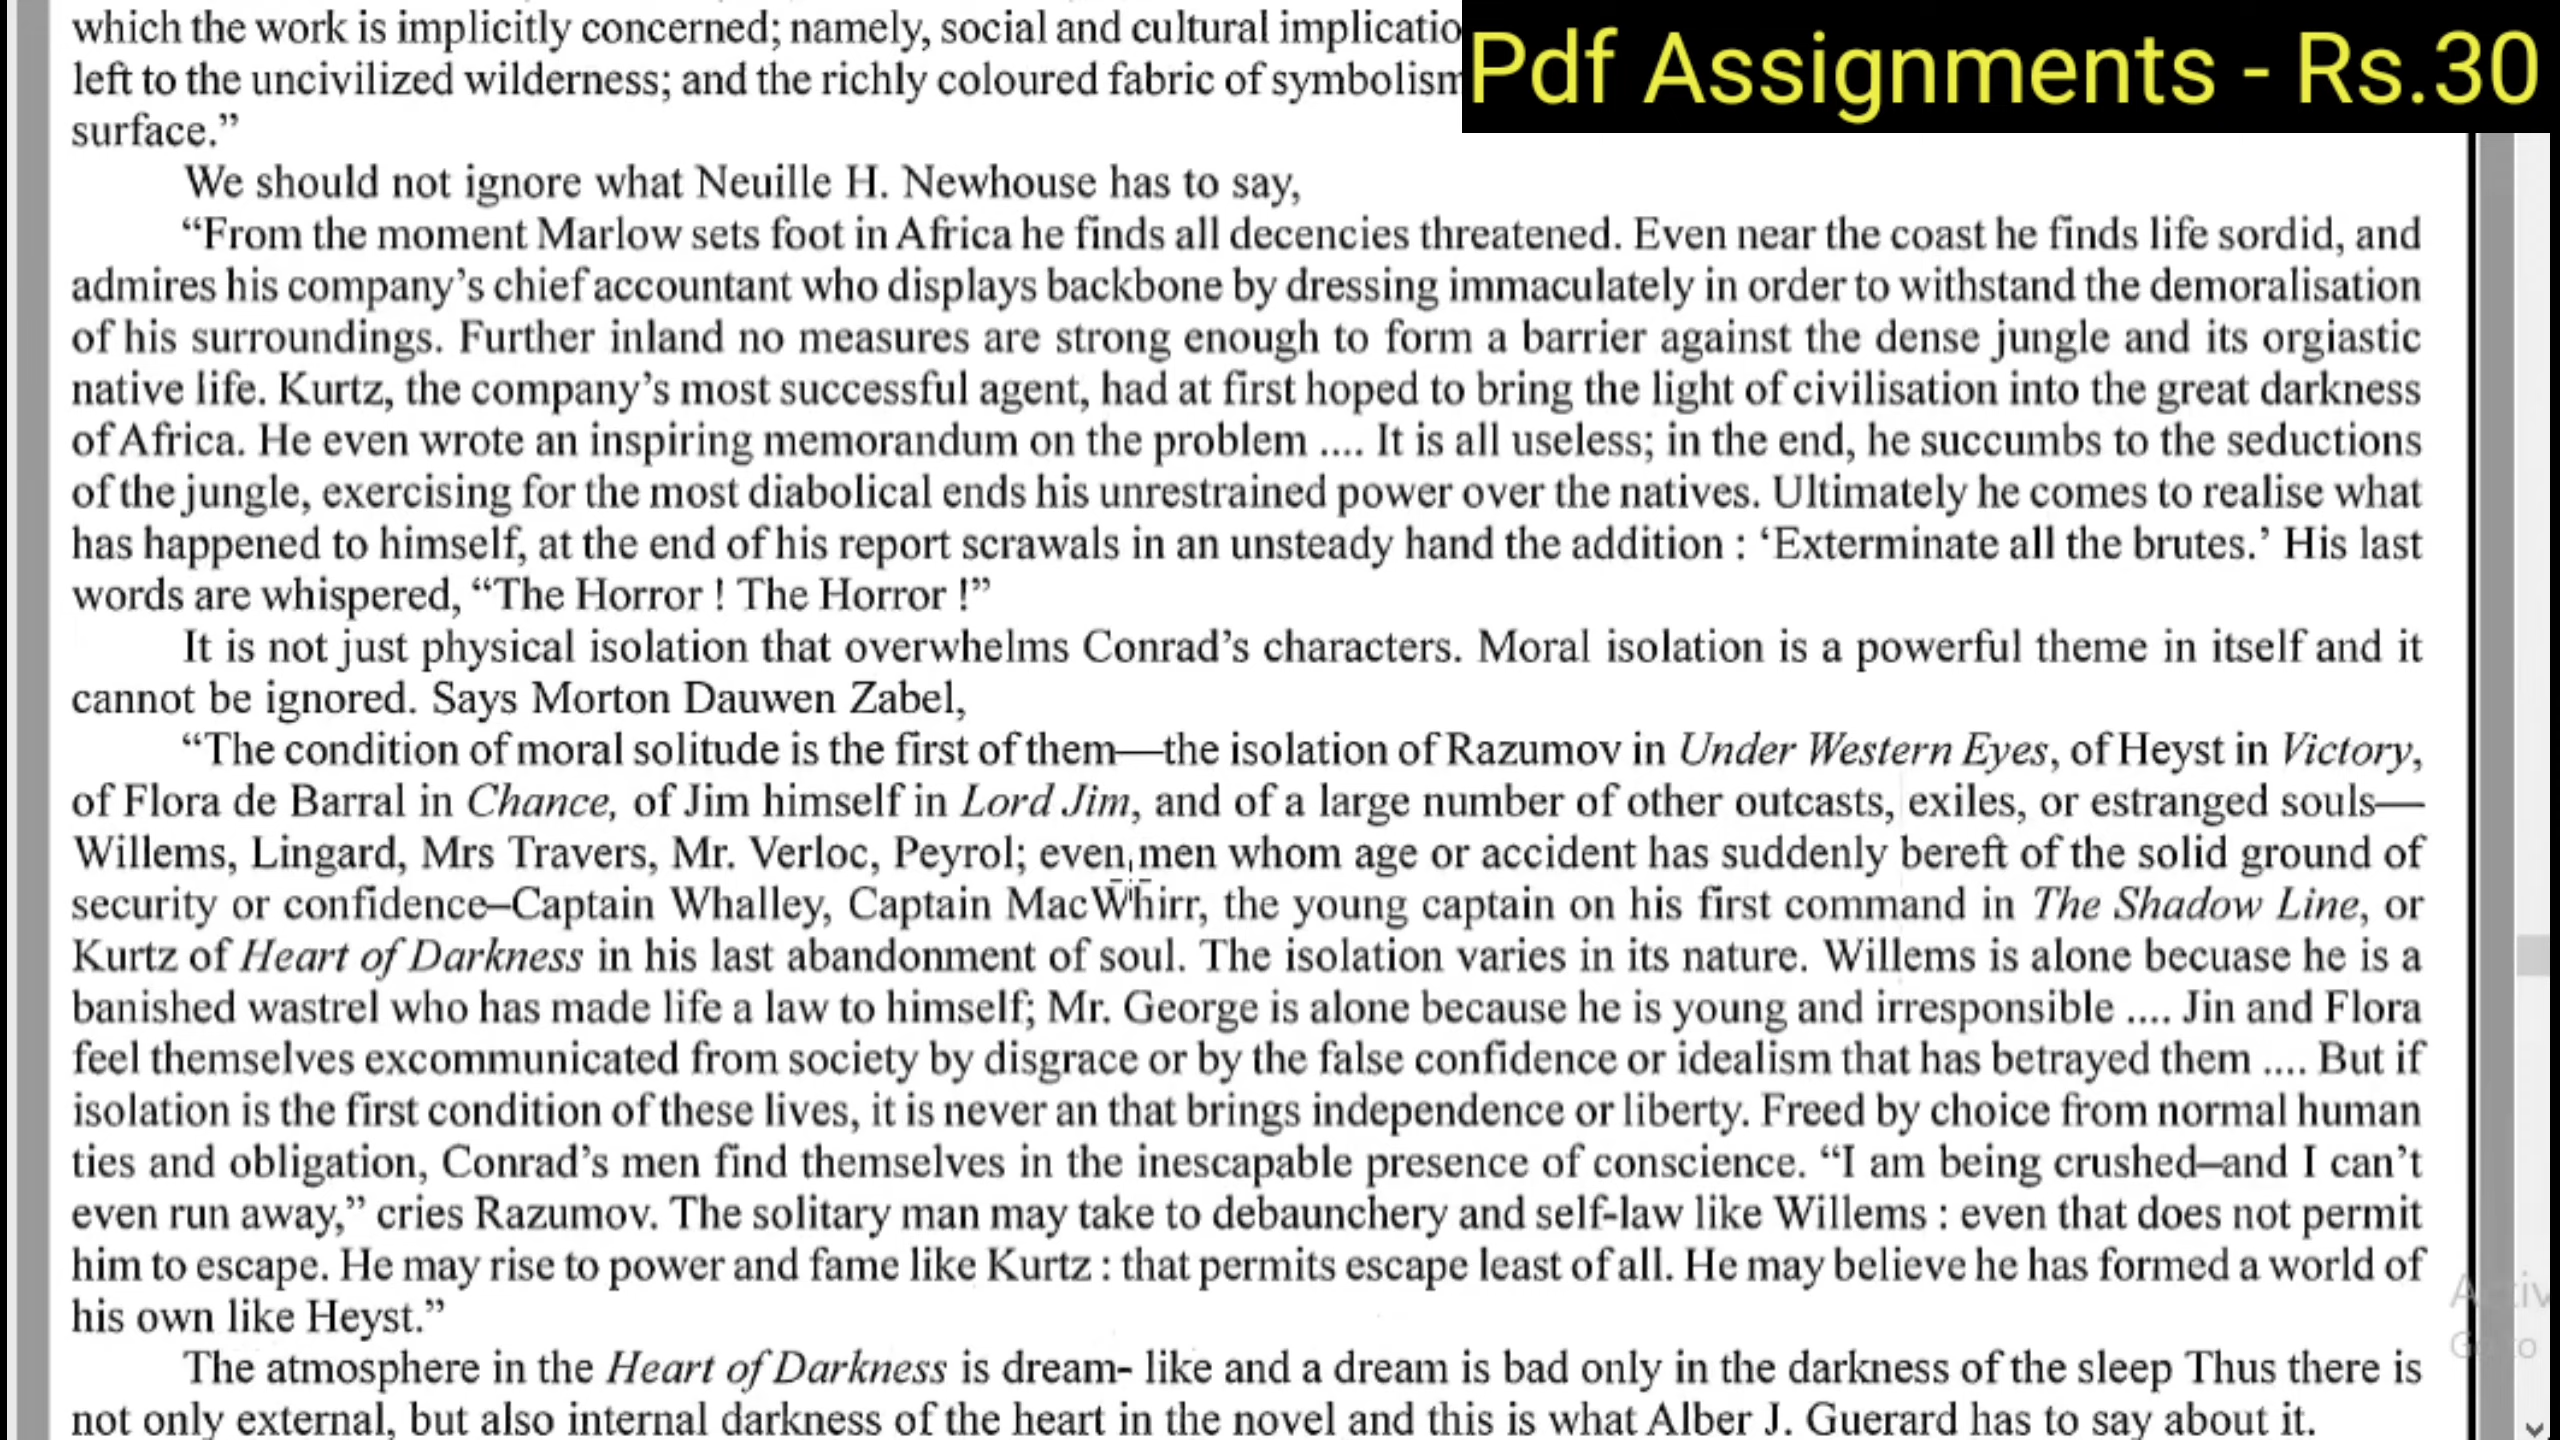 which the work is implicitly concerned; namely, social and cultural implicatio
Pdf Assignments - Rs.30
left to the uncivilized wilderness; and the richly coloured fabric of symbolism
surface.”
We should not ignore what Neuille H. Newhouse has to say,
“From the moment Marlow sets foot in Africa he finds all decencies threatened. Even near the coast he finds life sordid, and
admires his company’s chief accountant who displays backbone by dressing immaculately in order to withstand the demoralisation
of his surroundings. Further inland no measures are strong enough to form a barrier against the dense jungle and its orgiastic
native life. Kurtz, the company’s most successful agent, had at first hoped to bring the light of civilisation into the great darkness
of Africa. He even wrote an inspiring memorandum on the problem .... It is all useless; in the end, he succumbs to the seductions
of the jungle, exercising for the most diabolical ends his unrestrained power over the natives. Ultimately he comes to realise what
has happened to himself, at the end of his report scrawals in an unsteady hand the addition : ‘Exterminate all the brutes.’ His last
words are whispered, “The Horror ! The Horror !”
It is not just physical isolation that overwhelms Conrad’s characters. Moral isolation is a powerful theme in itself and it
cannot be ignored. Says Morton Dauwen Zabel,
“The condition of moral solitude is the first of them—the isolation of Razumov in Under Western Eyes, of Heyst in Victory,
of Flora de Barral in Chance, of Jim himself in Lord Jim, and of a large number of other outcasts, exiles, or estranged souls—
Willems, Lingard, Mrs Travers, Mr. Verloc, Peyrol; even men whom age or accident has suddenly bereft of the solid ground of
security or confidence–Captain Whalley, Captain MacWhirr, the young captain on his first command in The Shadow Line, or
Kurtz of Heart of Darkness in his last abandonment of soul. The isolation varies in its nature. Willems is alone becuase he is a
banished wastrel who has made life a law to himself; Mr. George is alone because he is young and irresponsible .... Jin and Flora
feel themselves excommunicated from society by disgrace or by the false confidence or idealism that has betrayed them .... But if
isolation is the first condition of these lives, it is never an that brings independence or liberty. Freed by choice from normal human
ties and obligation, Conrad’s men find themselves in the inescapable presence of conscience. “I am being crushed–and I can’t
even run away,” cries Razumov. The solitary man may take to debaunchery and self-law like Willems : even that does not permit
him to escape. He may rise to power and fame like Kurtz : that permits escape least of all. He may believe he has formed a world of
his own like Heyst.”
The atmosphere in the Heart of Darkness is dream- like and a dream is bad only in the darkness of the sleep Thus there is
not only external, but also internal darkness of the heart in the novel and this is what Alber J. Guerard has to say about it.